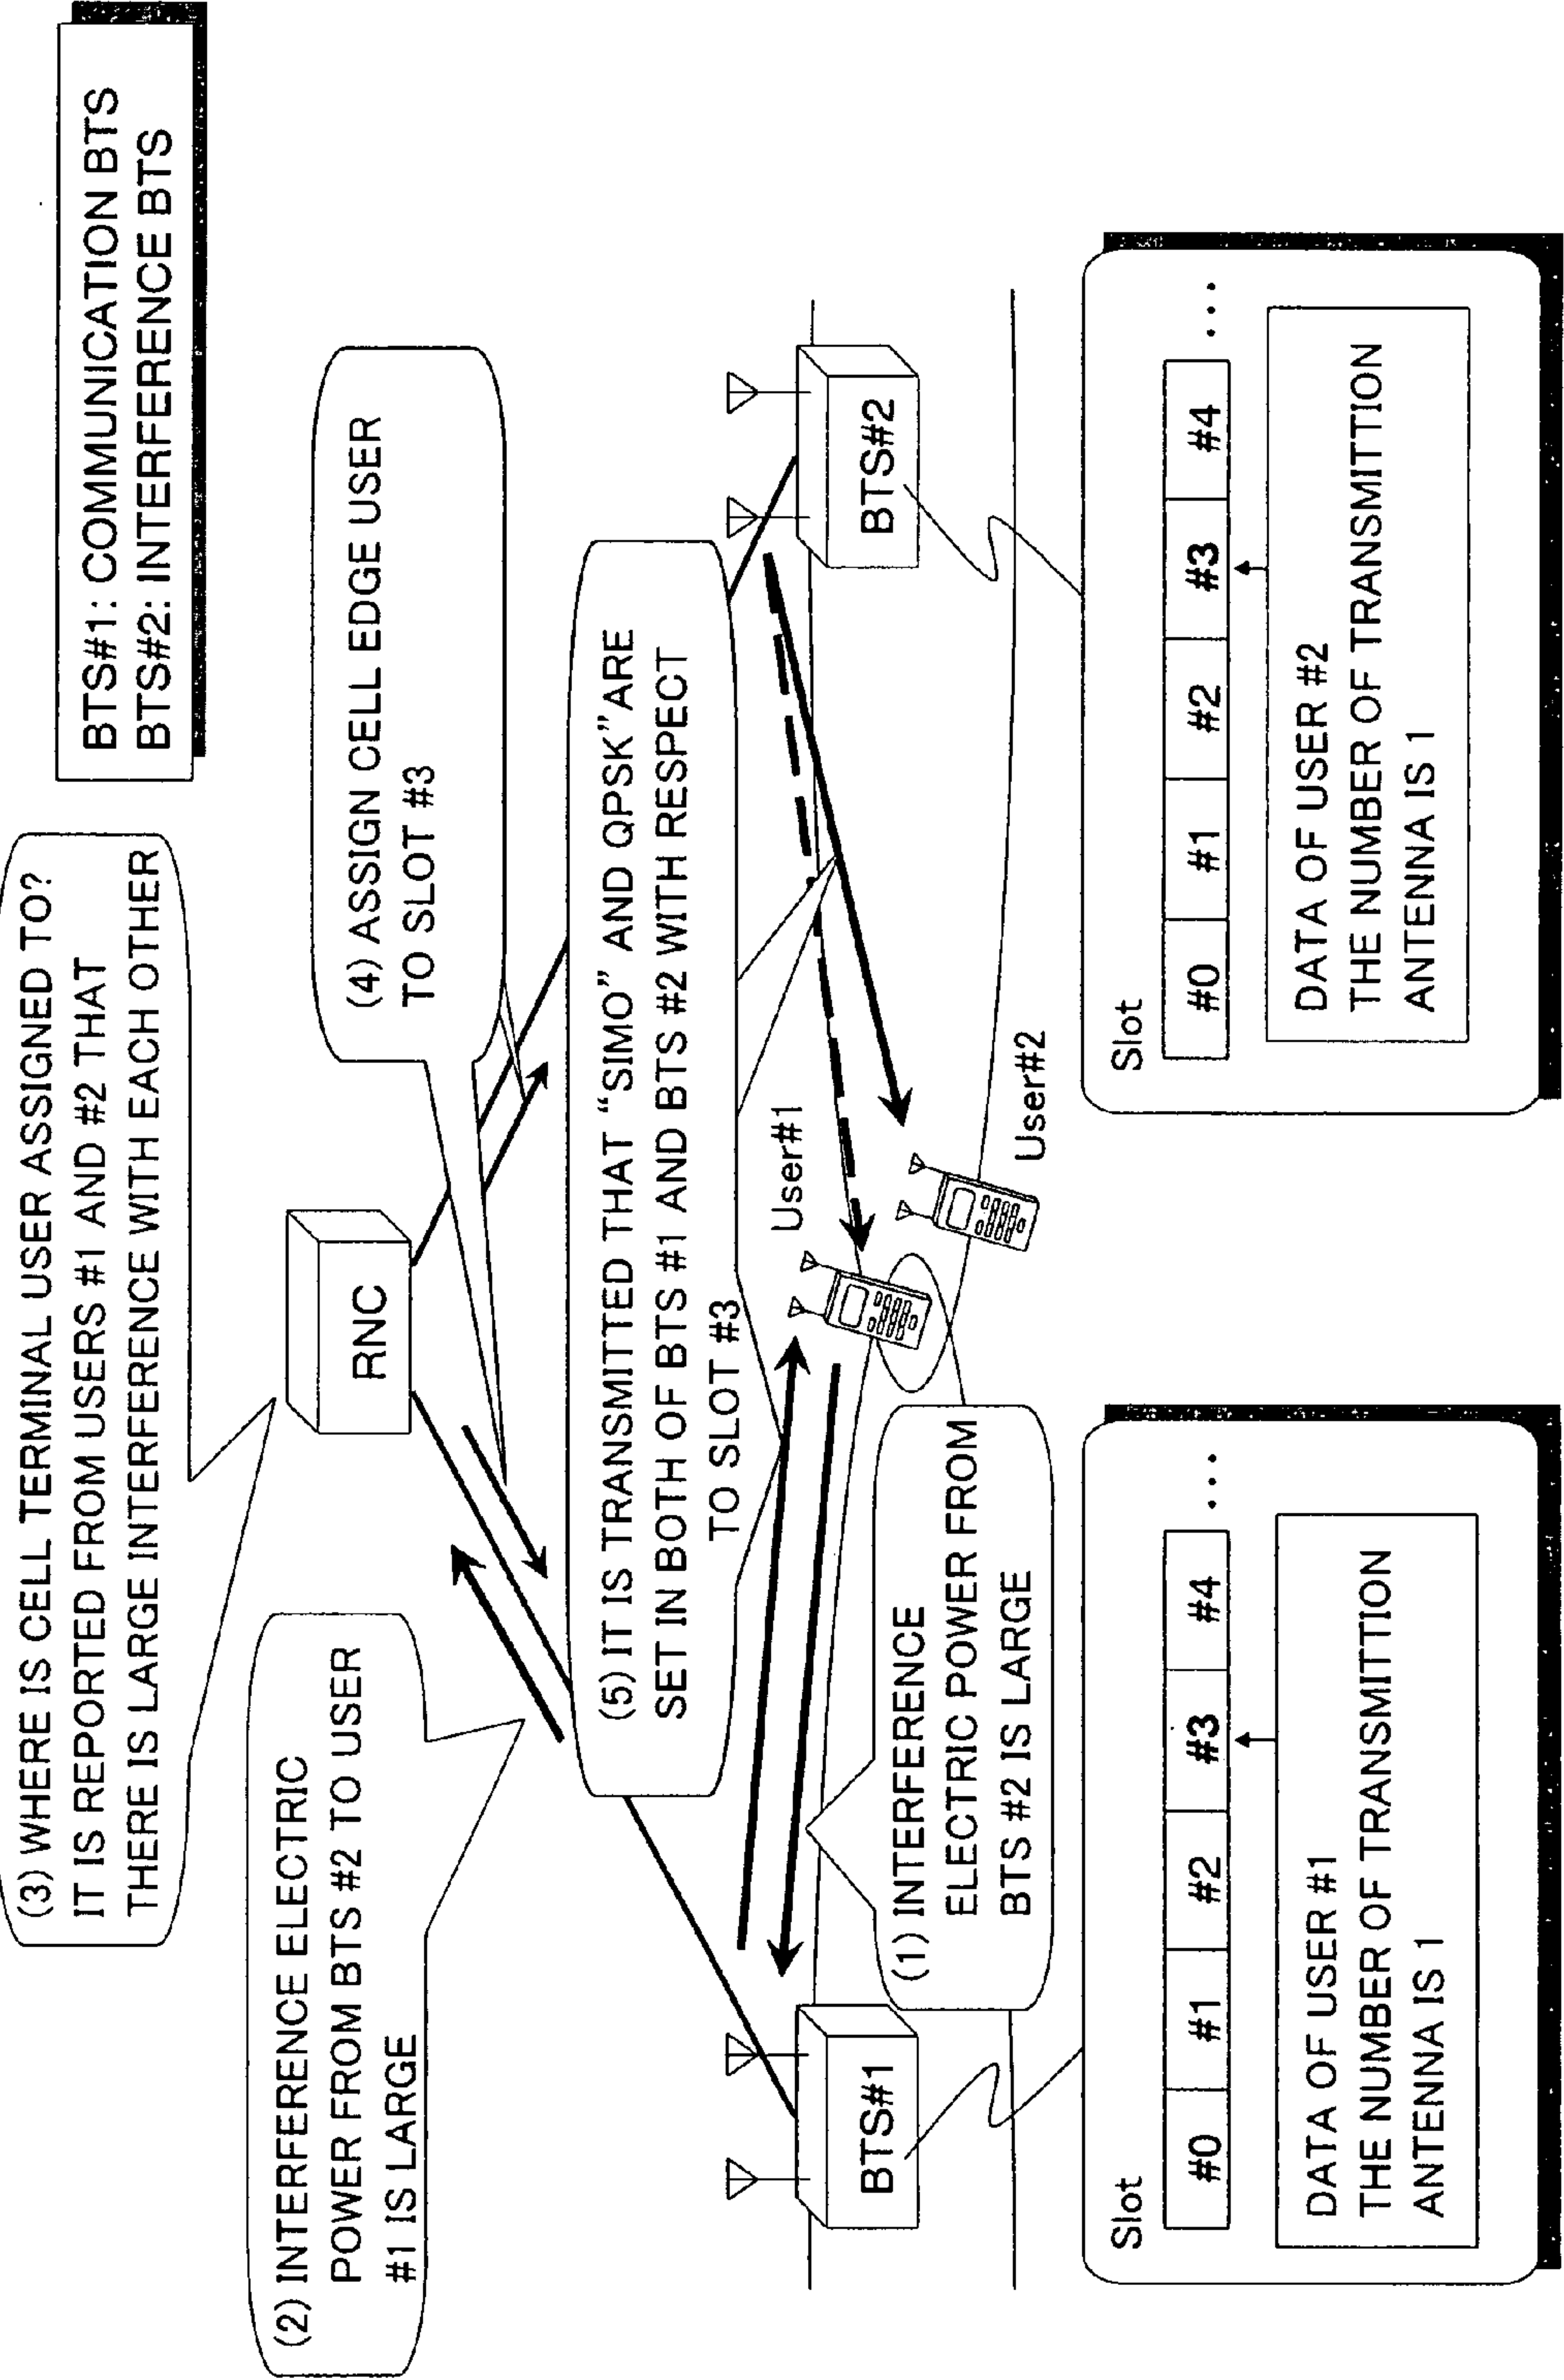 BTS#1: COMMUNICATION BTS
BTS#2: INTERFERENCE BTS
(3) WHERE IS CELL TERMINAL USER ASSIGNED TO?
IT IS REPORTED FROM USERS #1 AND #2 THAT
THERE IS LARGE INTERFERENCE WITH EACH OTHER
(2) INTERFERENCE ELECTRIC
POWER FROM BTS #2 TO USER
#1 IS LARGE
RNC
(4) ASSIGN CELL EDGE USER
TO SLOT #3
(5) IT IS TRANSMITTED THAT "SIMO" AND QPSK" ARE
SET IN BOTH OF BTS #1 AND BTS #2 WITH RESPECT
TO SLOT #3
BTS#1
User#1
User#2
BTS#2
(1) INTERFERENCE
ELECTRIC POWER FROM
BTS #2 IS LARGE
Slot
#0 #1 #2 #3 #4 ...
DATA OF USER #1
THE NUMBER OF TRANSMITION
ANTENNA IS 1
Slot
#0 #1 #2 #3 #4 ...
DATA OF USER #2
THE NUMBER OF TRANSMITION
ANTENNA IS 1